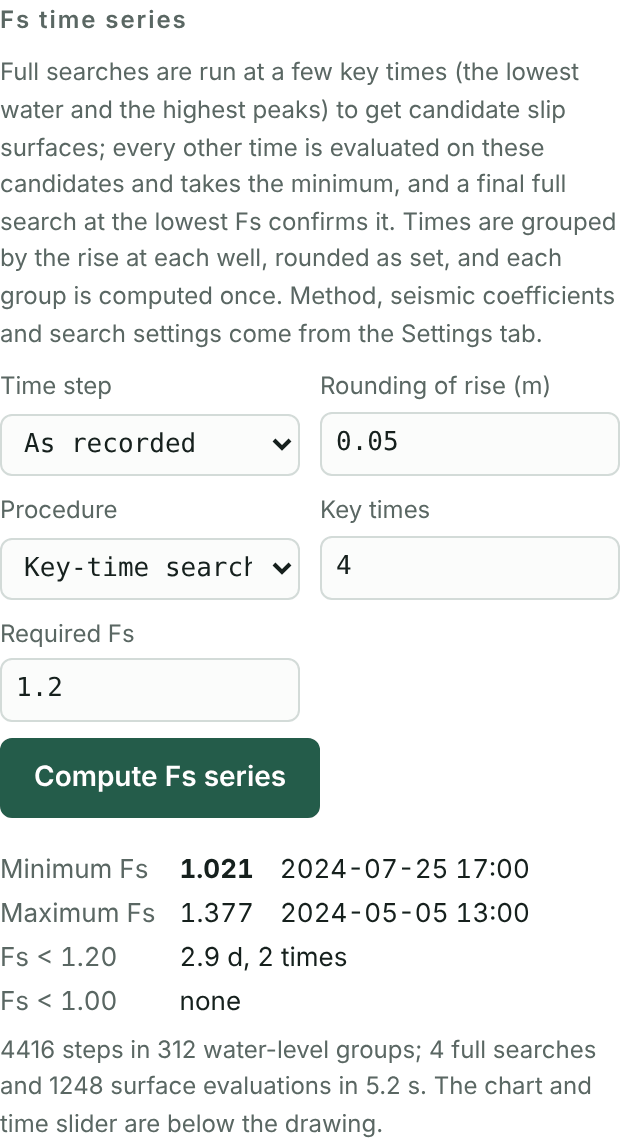 Fs time series
Full searches are run at a few key times (the lowest
water and the highest peaks) to get candidate slip
surfaces; every other time is evaluated on these
candidates and takes the minimum, and a final full
search at the lowest Fs confirms it. Times are grouped
by the rise at each well, rounded as set, and each
group is computed once. Method, seismic coefficients
and search settings come from the Settings tab.
Time step Rounding of rise (m)
As recorded 0.05
Procedure Key times
Key-time search 4
Required Fs
1.2
Compute Fs series
Minimum Fs 1.021 2024-07-25 17:00
Maximum Fs 1.377 2024-05-05 13:00
Fs < 1.20 2.9 d, 2 times
Fs < 1.00 none
4416 steps in 312 water-level groups; 4 full searches
and 1248 surface evaluations in 5.2 s. The chart and
time slider are below the drawing.